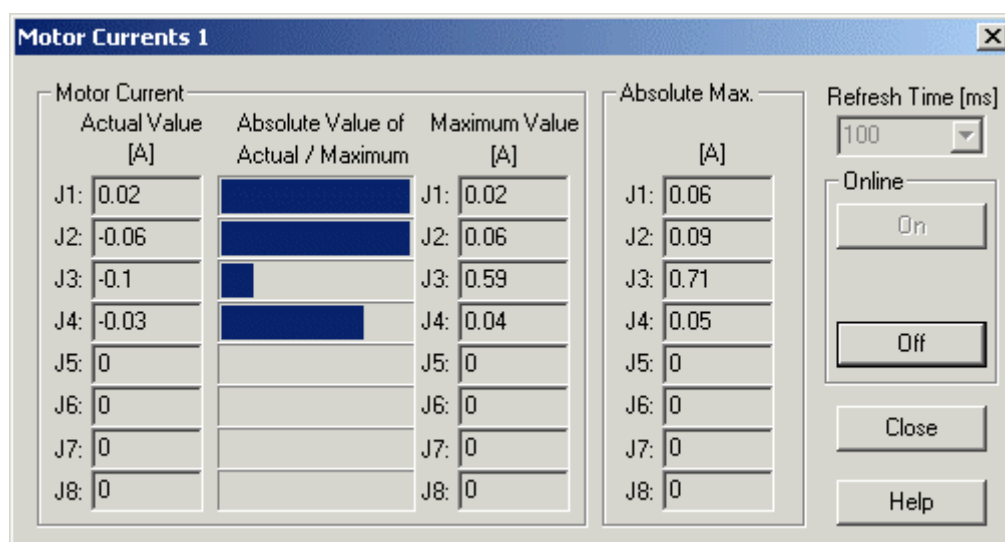 Motor Currents 1
Motor Current
Actual Value [A]
Absolute Value of Actual / Maximum
Maximum Value [A]
J1: 0.02 J1: 0.02
J2: -0.06 J2: 0.06
J3: -0.1 J3: 0.59
J4: -0.03 J4: 0.04
J5: 0 J5: 0
J6: 0 J6: 0
J7: 0 J7: 0
J8: 0 J8: 0
Absolute Max.
[A]
J1: 0.06
J2: 0.09
J3: 0.71
J4: 0.05
J5: 0
J6: 0
J7: 0
J8: 0
Refresh Time [ms]
100
Online
On
Off
Close
Help